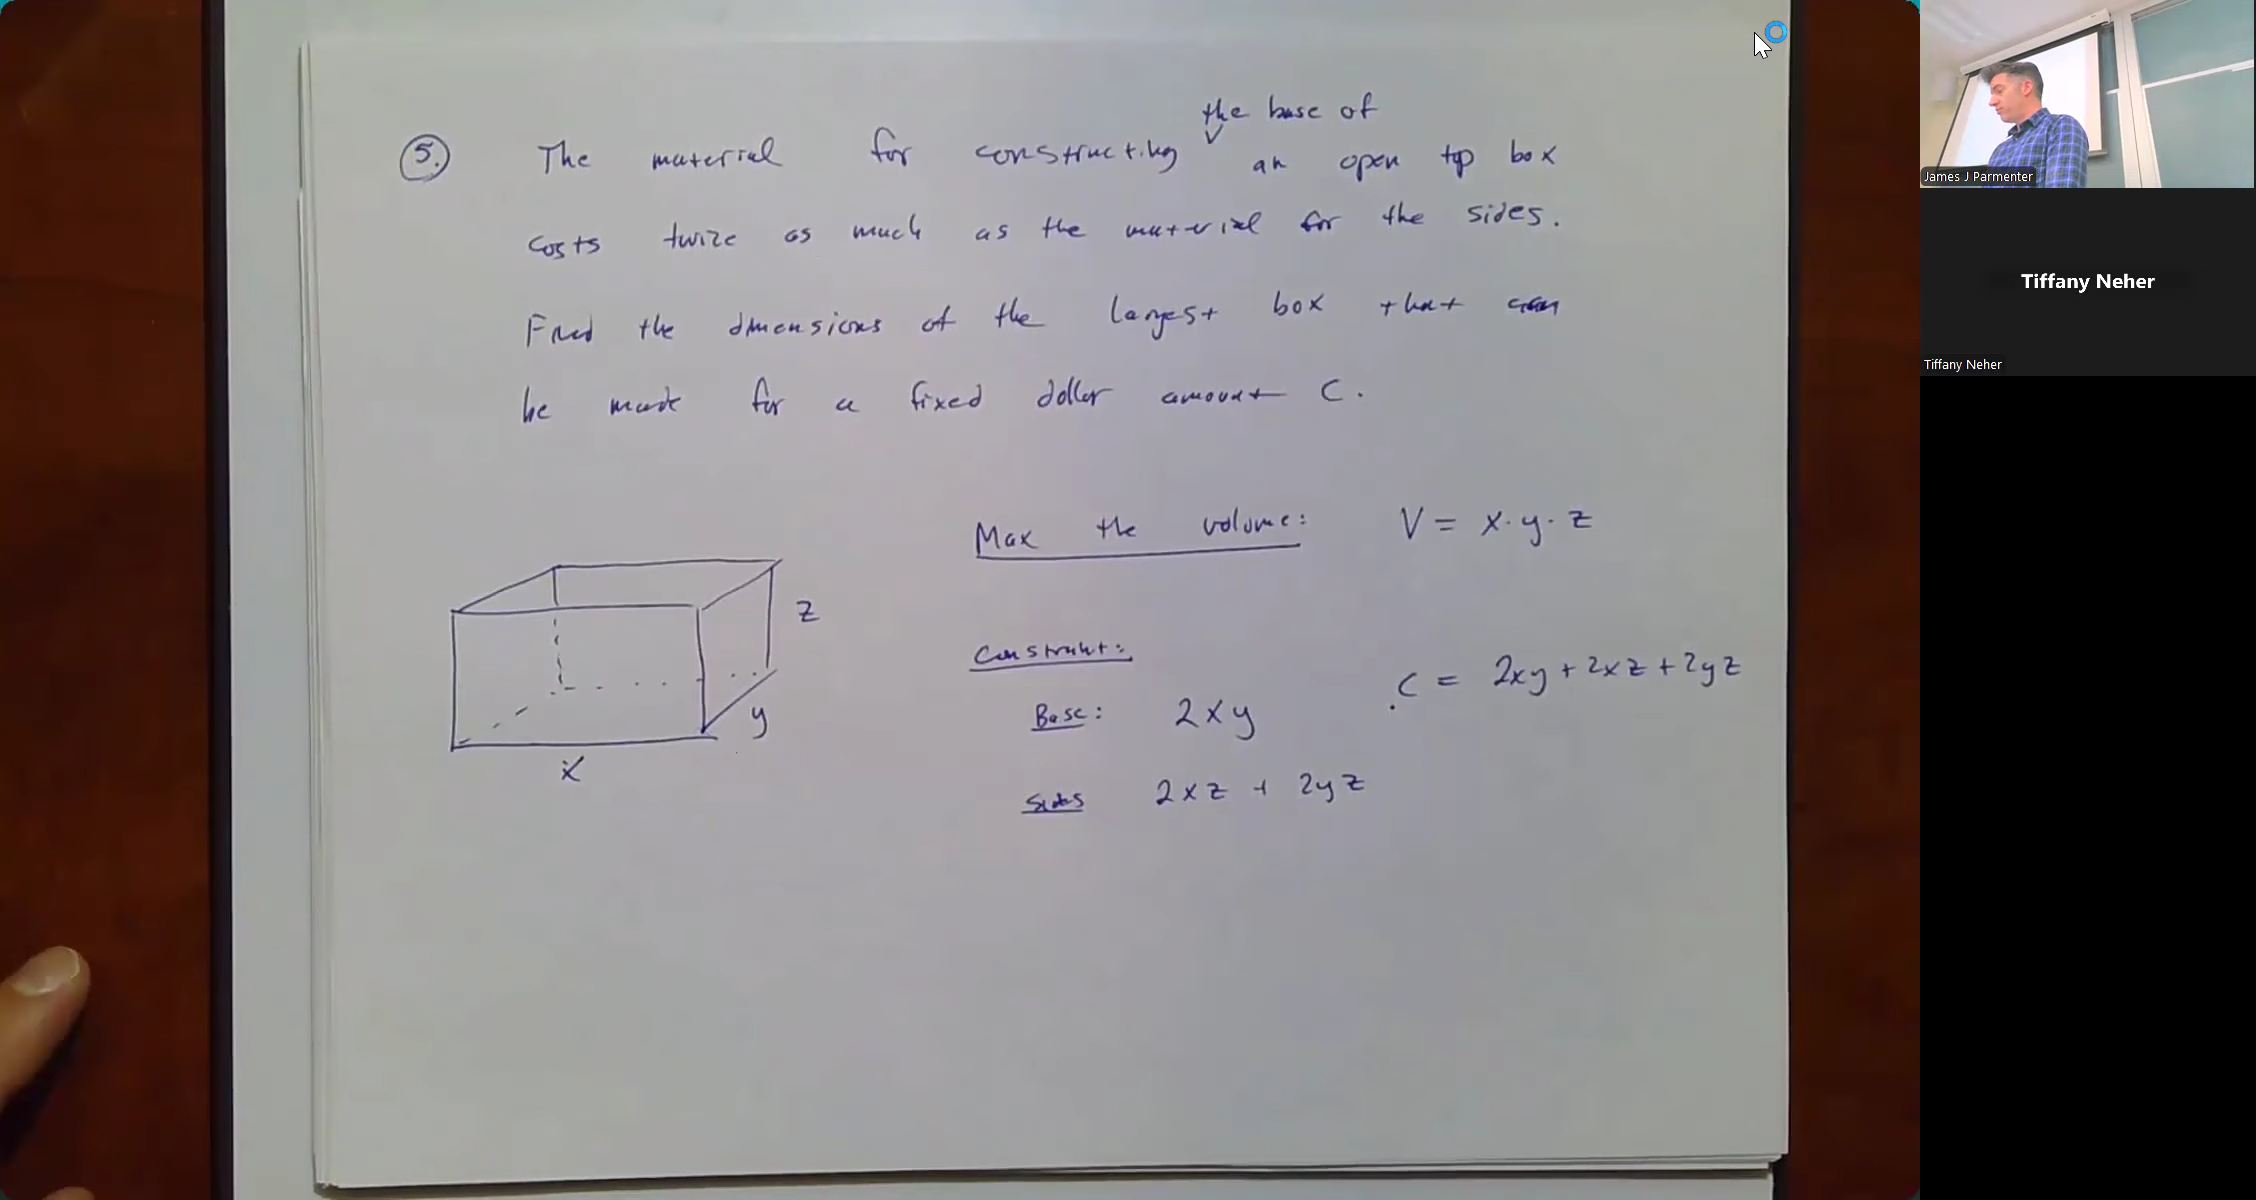 the base of
5. The material for constructing an open top box
costs twice as much as the material for the sides.
Find the dimensions of the largest box that can
be made for a fixed dollar amount C.
Max the volume: V = x·y·z
z
Constraint:
C = 2xy + 2xz + 2yz
Base: 2xy
y
x
Sides 2xz + 2yz
James J Parmenter
Tiffany Neher
Tiffany Neher